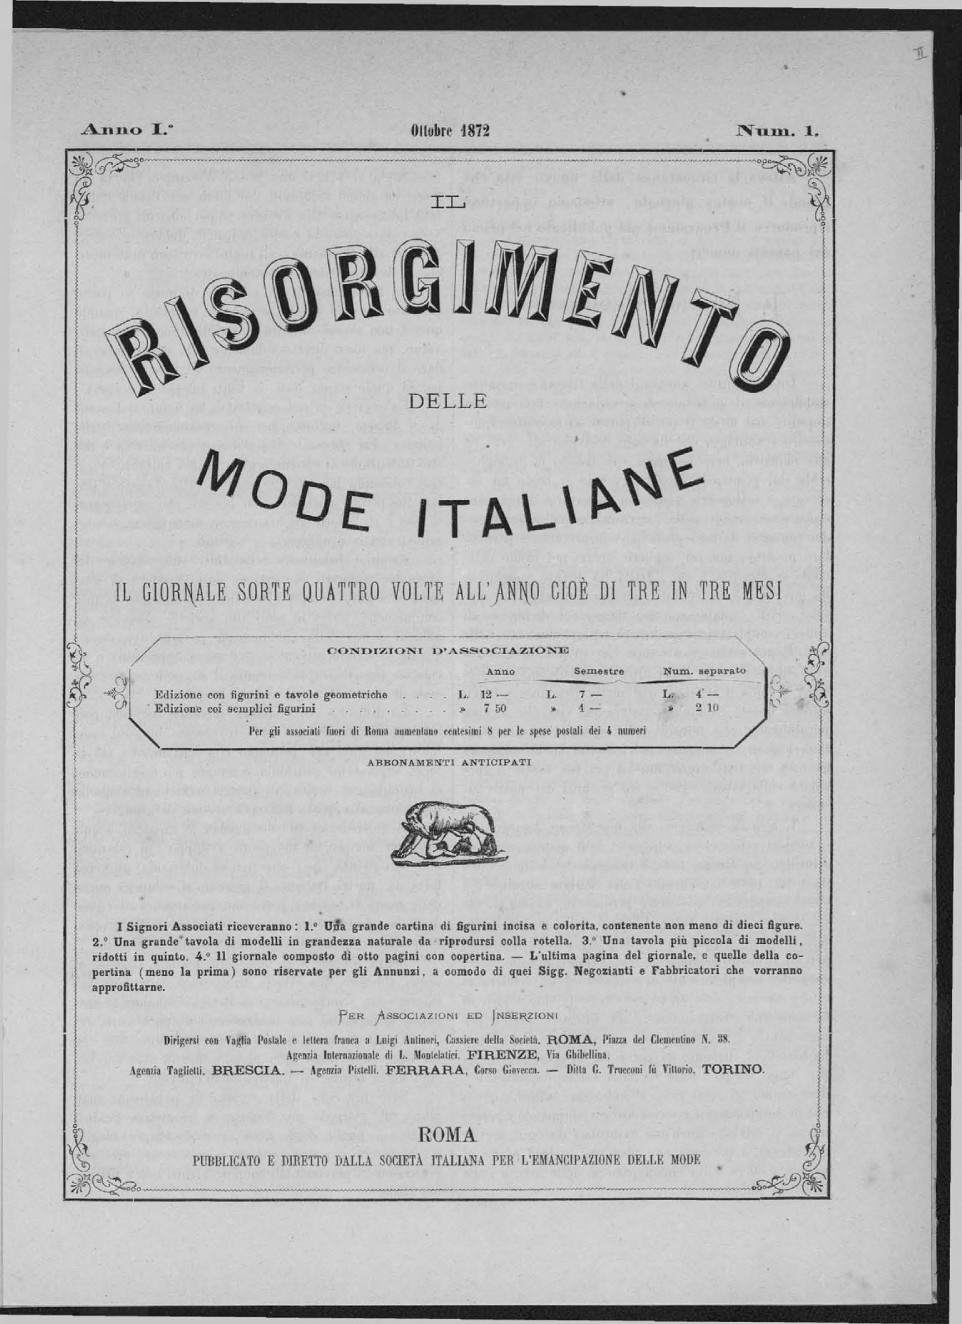 II
Anno I.º Ottobre 1872 Num. 1.
IL
RISORGIMENTO
DELLE
MODE ITALIANE
IL GIORNALE SORTE QUATTRO VOLTE ALL'ANNO CIOÈ DI TRE IN TRE MESI
CONDIZIONI D'ASSOCIAZIONE
Anno Semestre Num. separato
Edizione con figurini e tavole geometriche . . . . L. 12 — L. 7 — L. 4 —
Edizione coi semplici figurini . . . . . . . . . » 7 50 » 4 — » 2 10
Per gli associati fuori di Roma aumentano centesimi 8 per le spese postali dei 4 numeri
ABBONAMENTI ANTICIPATI
I Signori Associati riceveranno : 1.º Una grande cartina di figurini incisa e colorita, contenente non meno di dieci figure.
2.º Una grande tavola di modelli in grandezza naturale da riprodursi colla rotella. 3.º Una tavola più piccola di modelli,
ridotti in quinto. 4.º Il giornale composto di otto pagini con copertina. — L'ultima pagina del giornale, e quelle della co-
pertina (meno la prima) sono riservate per gli Annunzi, a comodo di quei Sigg. Negozianti e Fabbricatori che vorranno
approfittarne.
PER ASSOCIAZIONI ED INSERZIONI
Dirigersi con Vaglia Postale e lettera franca a Luigi Antinori, Cassiere della Società, ROMA, Piazza del Clementino N. 38.
Agenzia Internazionale di L. Montelatici, FIRENZE, Via Ghibellina.
Agenzia Taglietti, BRESCIA. — Agenzia Pistelli, FERRARA, Corso Giovecca. — Ditta G. Trucconi fù Vittorio, TORINO.
ROMA
PUBBLICATO E DIRETTO DALLA SOCIETÀ ITALIANA PER L'EMANCIPAZIONE DELLE MODE